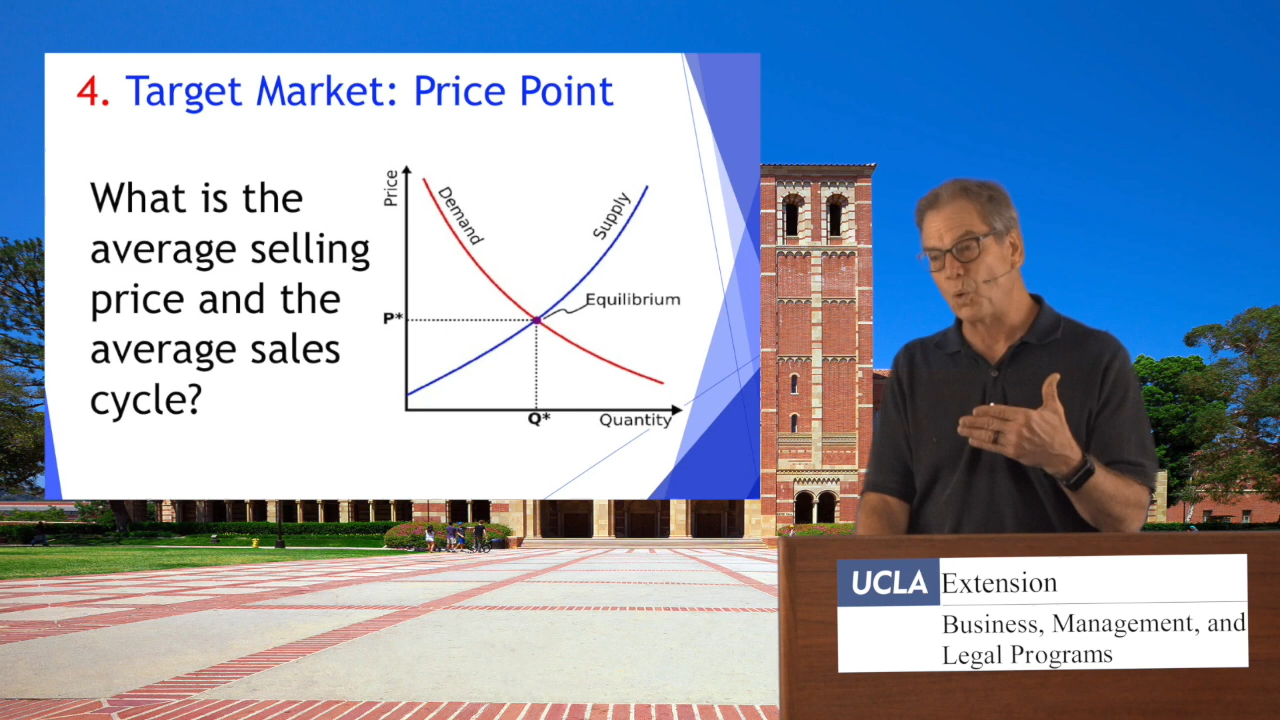 4. Target Market: Price Point
What is the
average selling
price and the
average sales
cycle?
Price
Demand
Supply
Equilibrium
P*
Q*
Quantity
UCLA Extension
Business, Management, and
Legal Programs